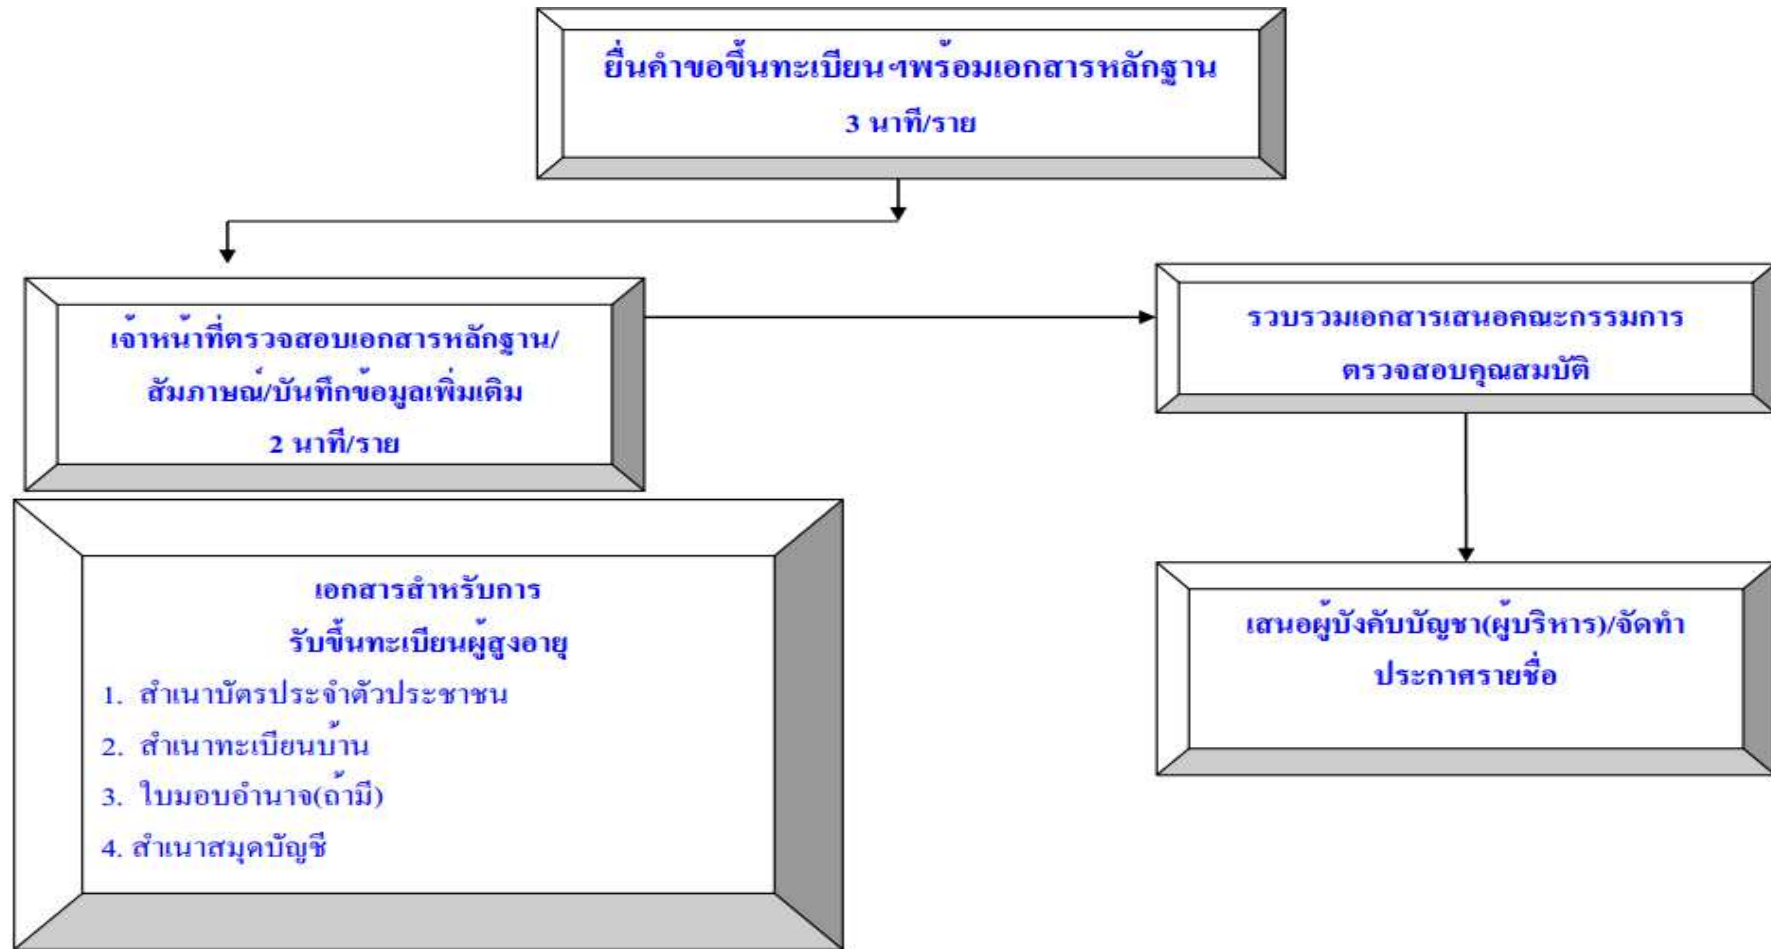 ยื่นคำขอขึ้นทะเบียนฯพร้อมเอกสารหลักฐาน
3 นาที/ราย
เจ้าหน้าที่ตรวจสอบเอกสารหลักฐาน/
สัมภาษณ์/บันทึกข้อมูลเพิ่มเติม
2 นาที/ราย
รวบรวมเอกสารเสนอคณะกรรมการ
ตรวจสอบคุณสมบัติ
เอกสารสำหรับการ
รับขึ้นทะเบียนผู้สูงอายุ
1. สำเนาบัตรประจำตัวประชาชน
2. สำเนาทะเบียนบ้าน
3. ใบมอบอำนาจ(ถ้ามี)
4. สำเนาสมุดบัญชี
เสนอผู้บังคับบัญชา(ผู้บริหาร)/จัดทำ
ประกาศรายชื่อ